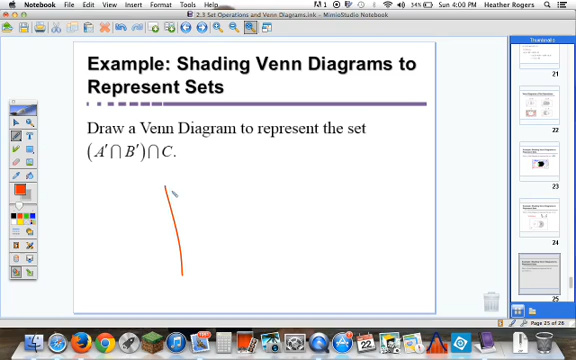 Notebook File Edit View Insert Format Tools Help 34% Sun 4:00 PM Heather Rogers
2.3 Set Operations and Venn Diagrams.ink - MimioStudio Notebook
Thumbnails
Example: Shading Venn Diagrams to
Represent Sets
Draw a Venn Diagram to represent the set
(A′∩B′)∩C.
21
22
23
24
25
22
Page 25 of 26